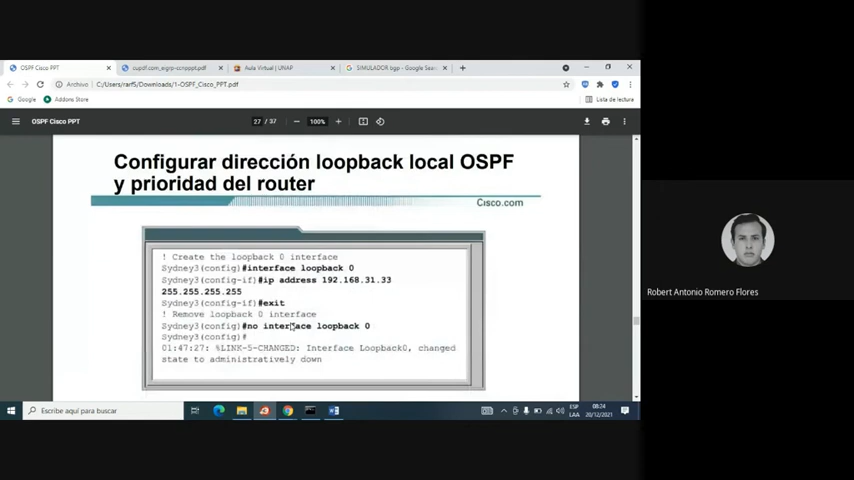 OSPF Cisco PPT
cupdf.com_eigrp-ccnpppt.pdf
Aula Virtual | UNAP
SIMULADOR bgp - Google Sear
Archivo
C:/Users/rarf5/Downloads/1-OSPF_Cisco_PPT.pdf
Google
Addons Store
Lista de lectura
OSPF Cisco PPT
27 / 37
100%
Configurar dirección loopback local OSPF
y prioridad del router
Cisco.com
! Create the loopback 0 interface
Sydney3(config)#interface loopback 0
Sydney3(config-if)#ip address 192.168.31.33
255.255.255.255
Sydney3(config-if)#exit
! Remove loopback 0 interface
Sydney3(config)#no interface loopback 0
Sydney3(config)#
01:47:27: %LINK-5-CHANGED: Interface Loopback0, changed
state to administratively down
Robert Antonio Romero Flores
Escribe aquí para buscar
ESP
LAA
08:24
20/12/2021